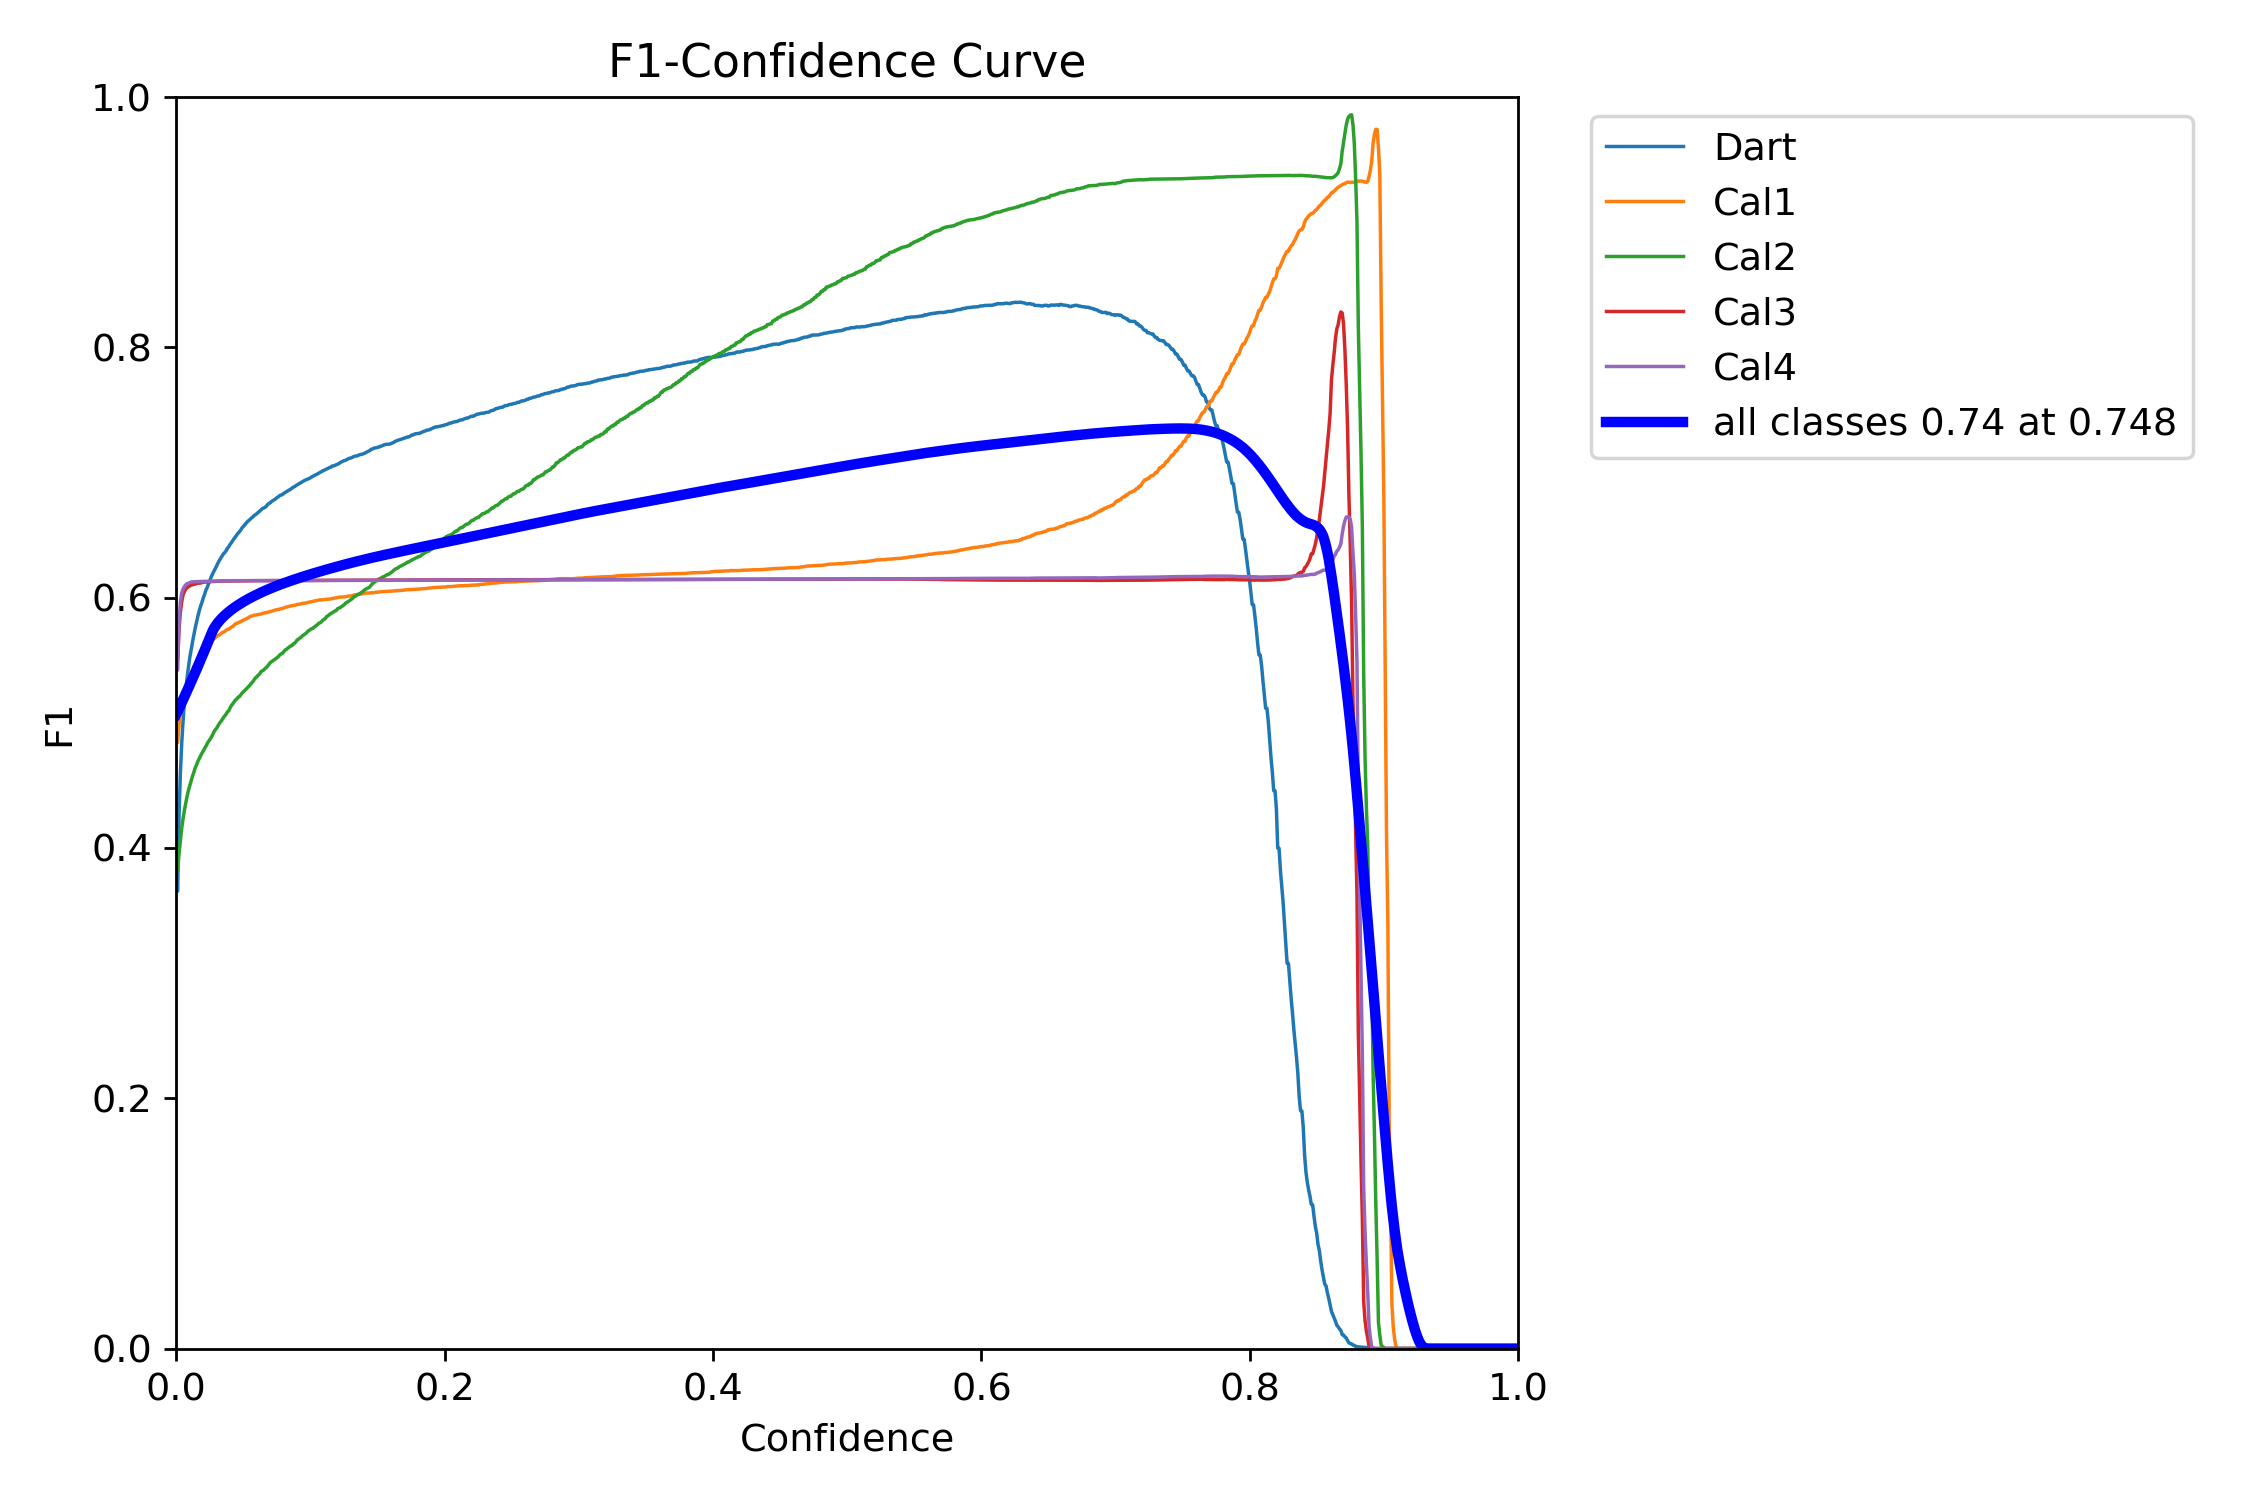 F1-Confidence Curve
1.0
0.8
0.6
0.4
0.2
0.0
F1
0.0 0.2 0.4 0.6 0.8 1.0
Confidence
Dart
Cal1
Cal2
Cal3
Cal4
all classes 0.74 at 0.748